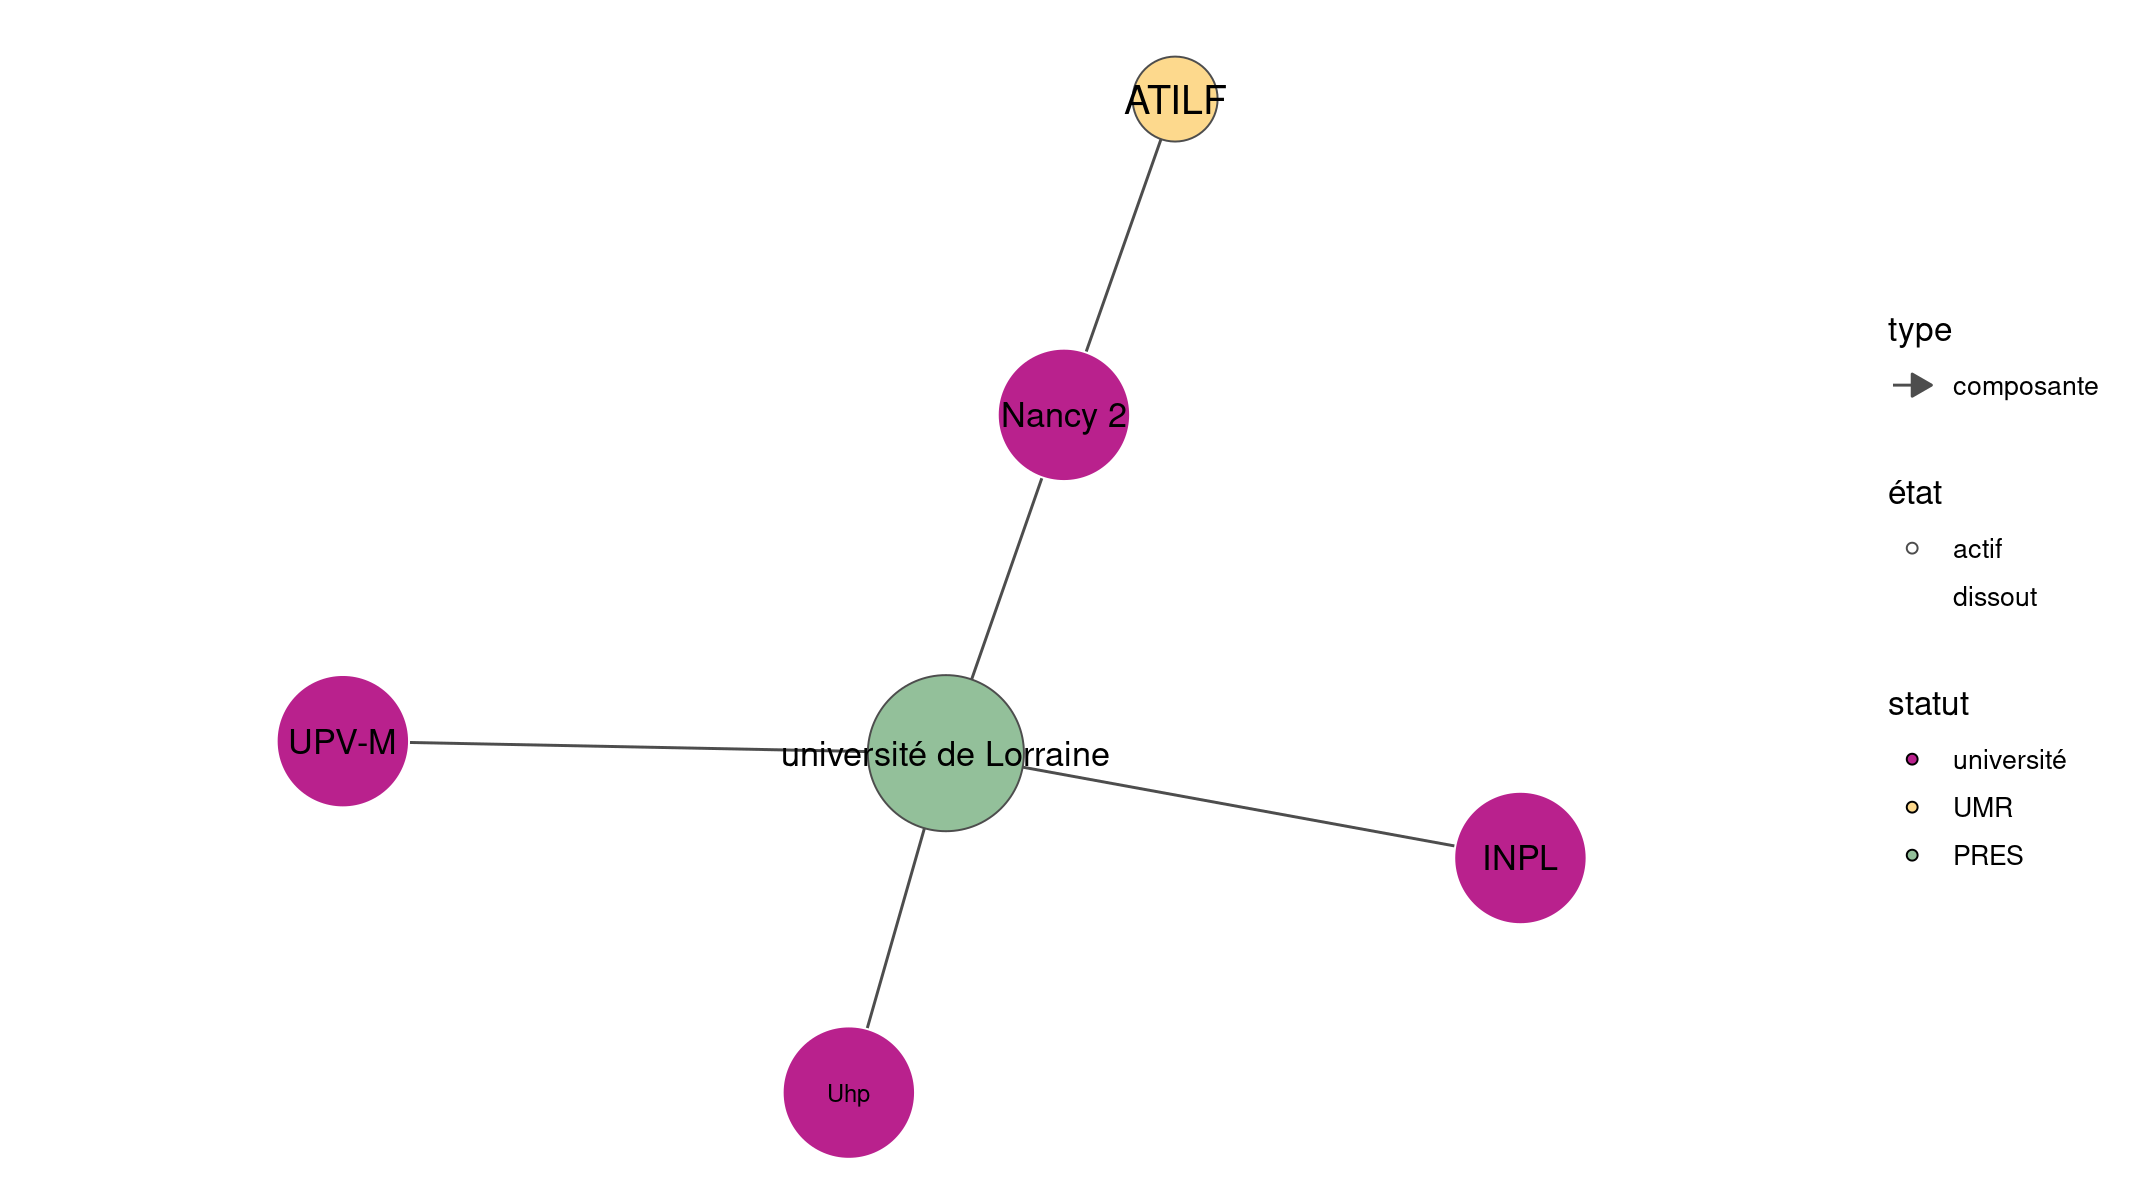 ATILF
Nancy 2
UPV-M
université de Lorraine
INPL
Uhp
type
composante
état
actif
dissout
statut
université
UMR
PRES